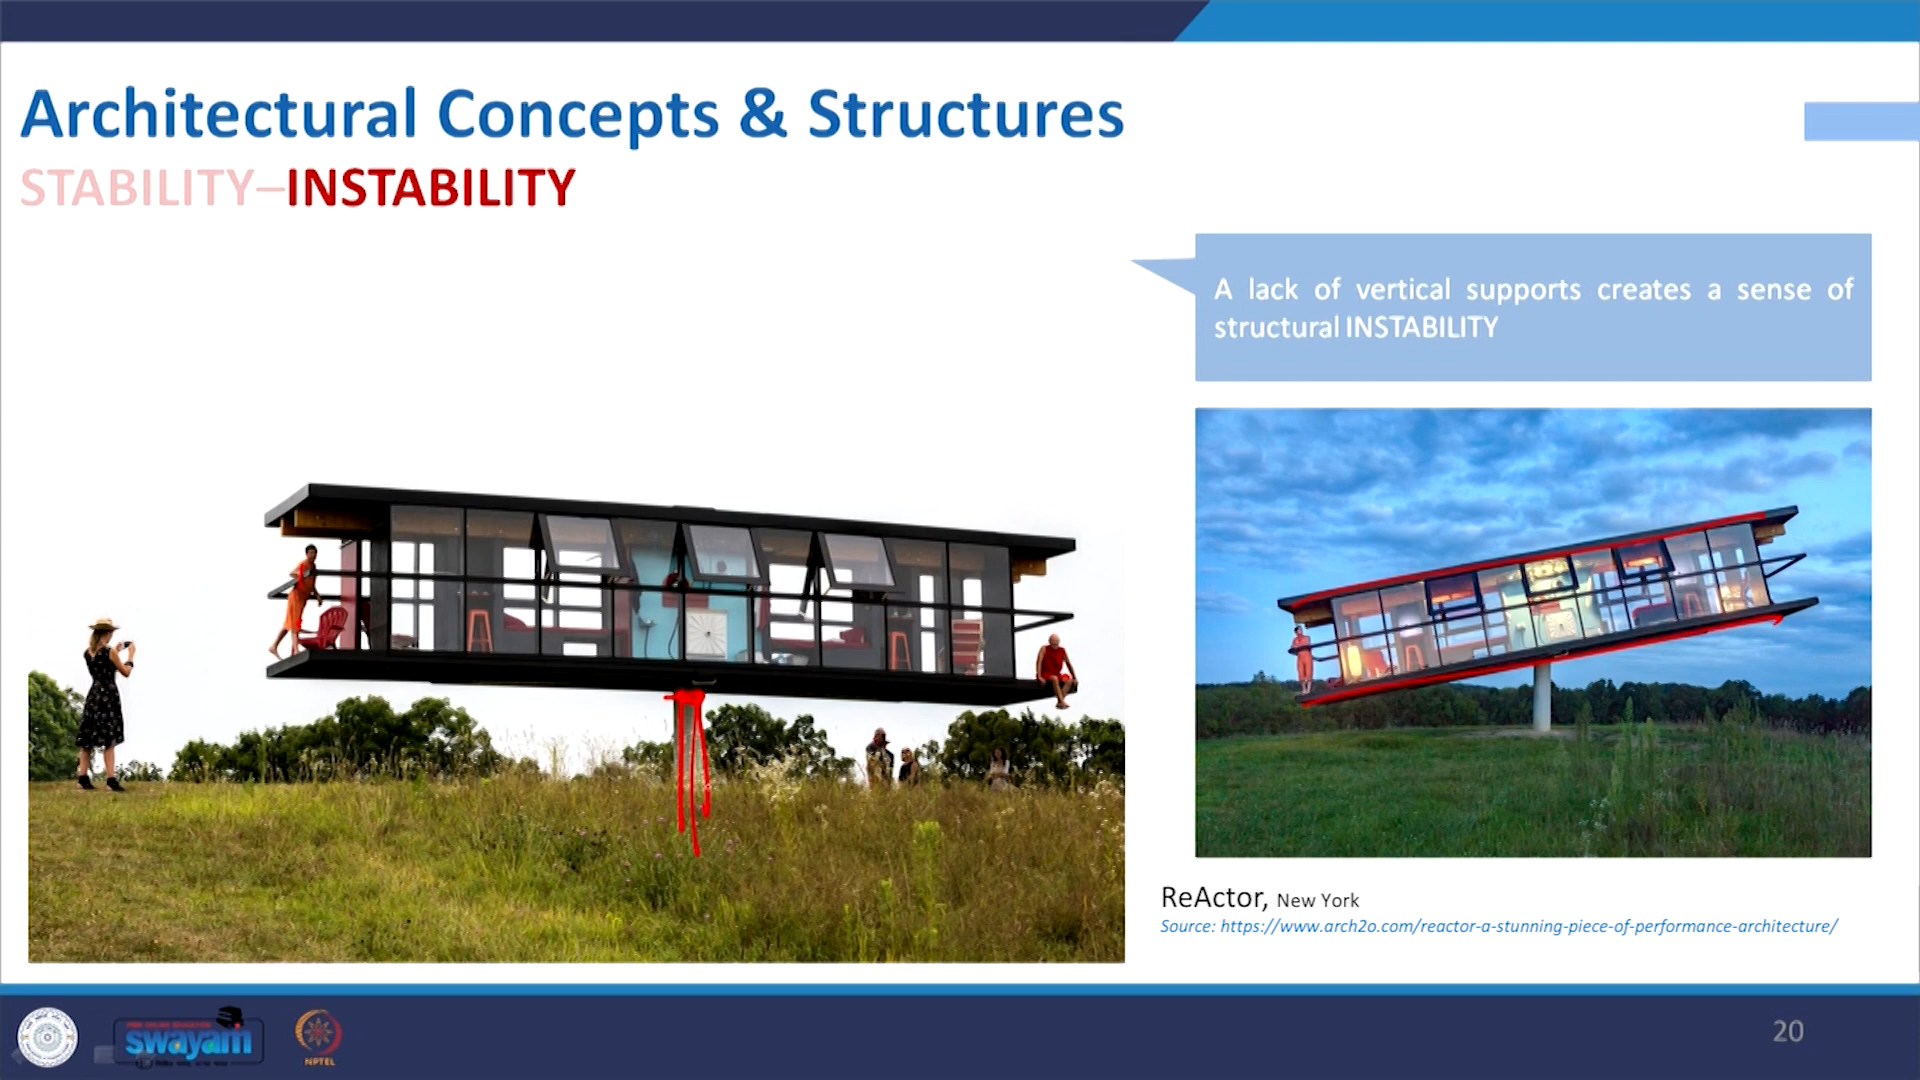 Architectural Concepts & Structures
STABILITY–INSTABILITY
A lack of vertical supports creates a sense of
structural INSTABILITY
ReActor, New York
Source: https://www.arch2o.com/reactor-a-stunning-piece-of-performance-architecture/
swayam
NPTEL
20